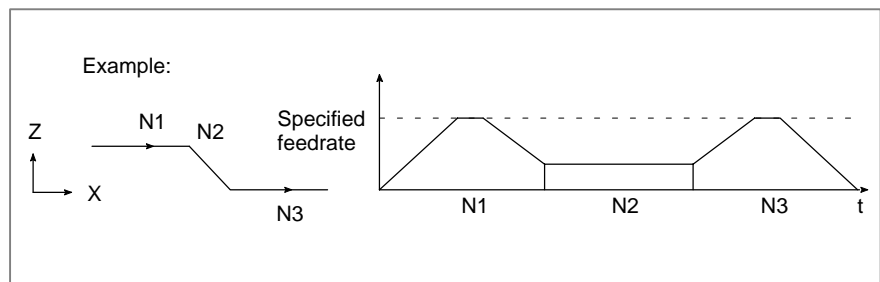 Example:
N1
N2
Z
X
N3
Specified
feedrate
N1
N2
N3
t